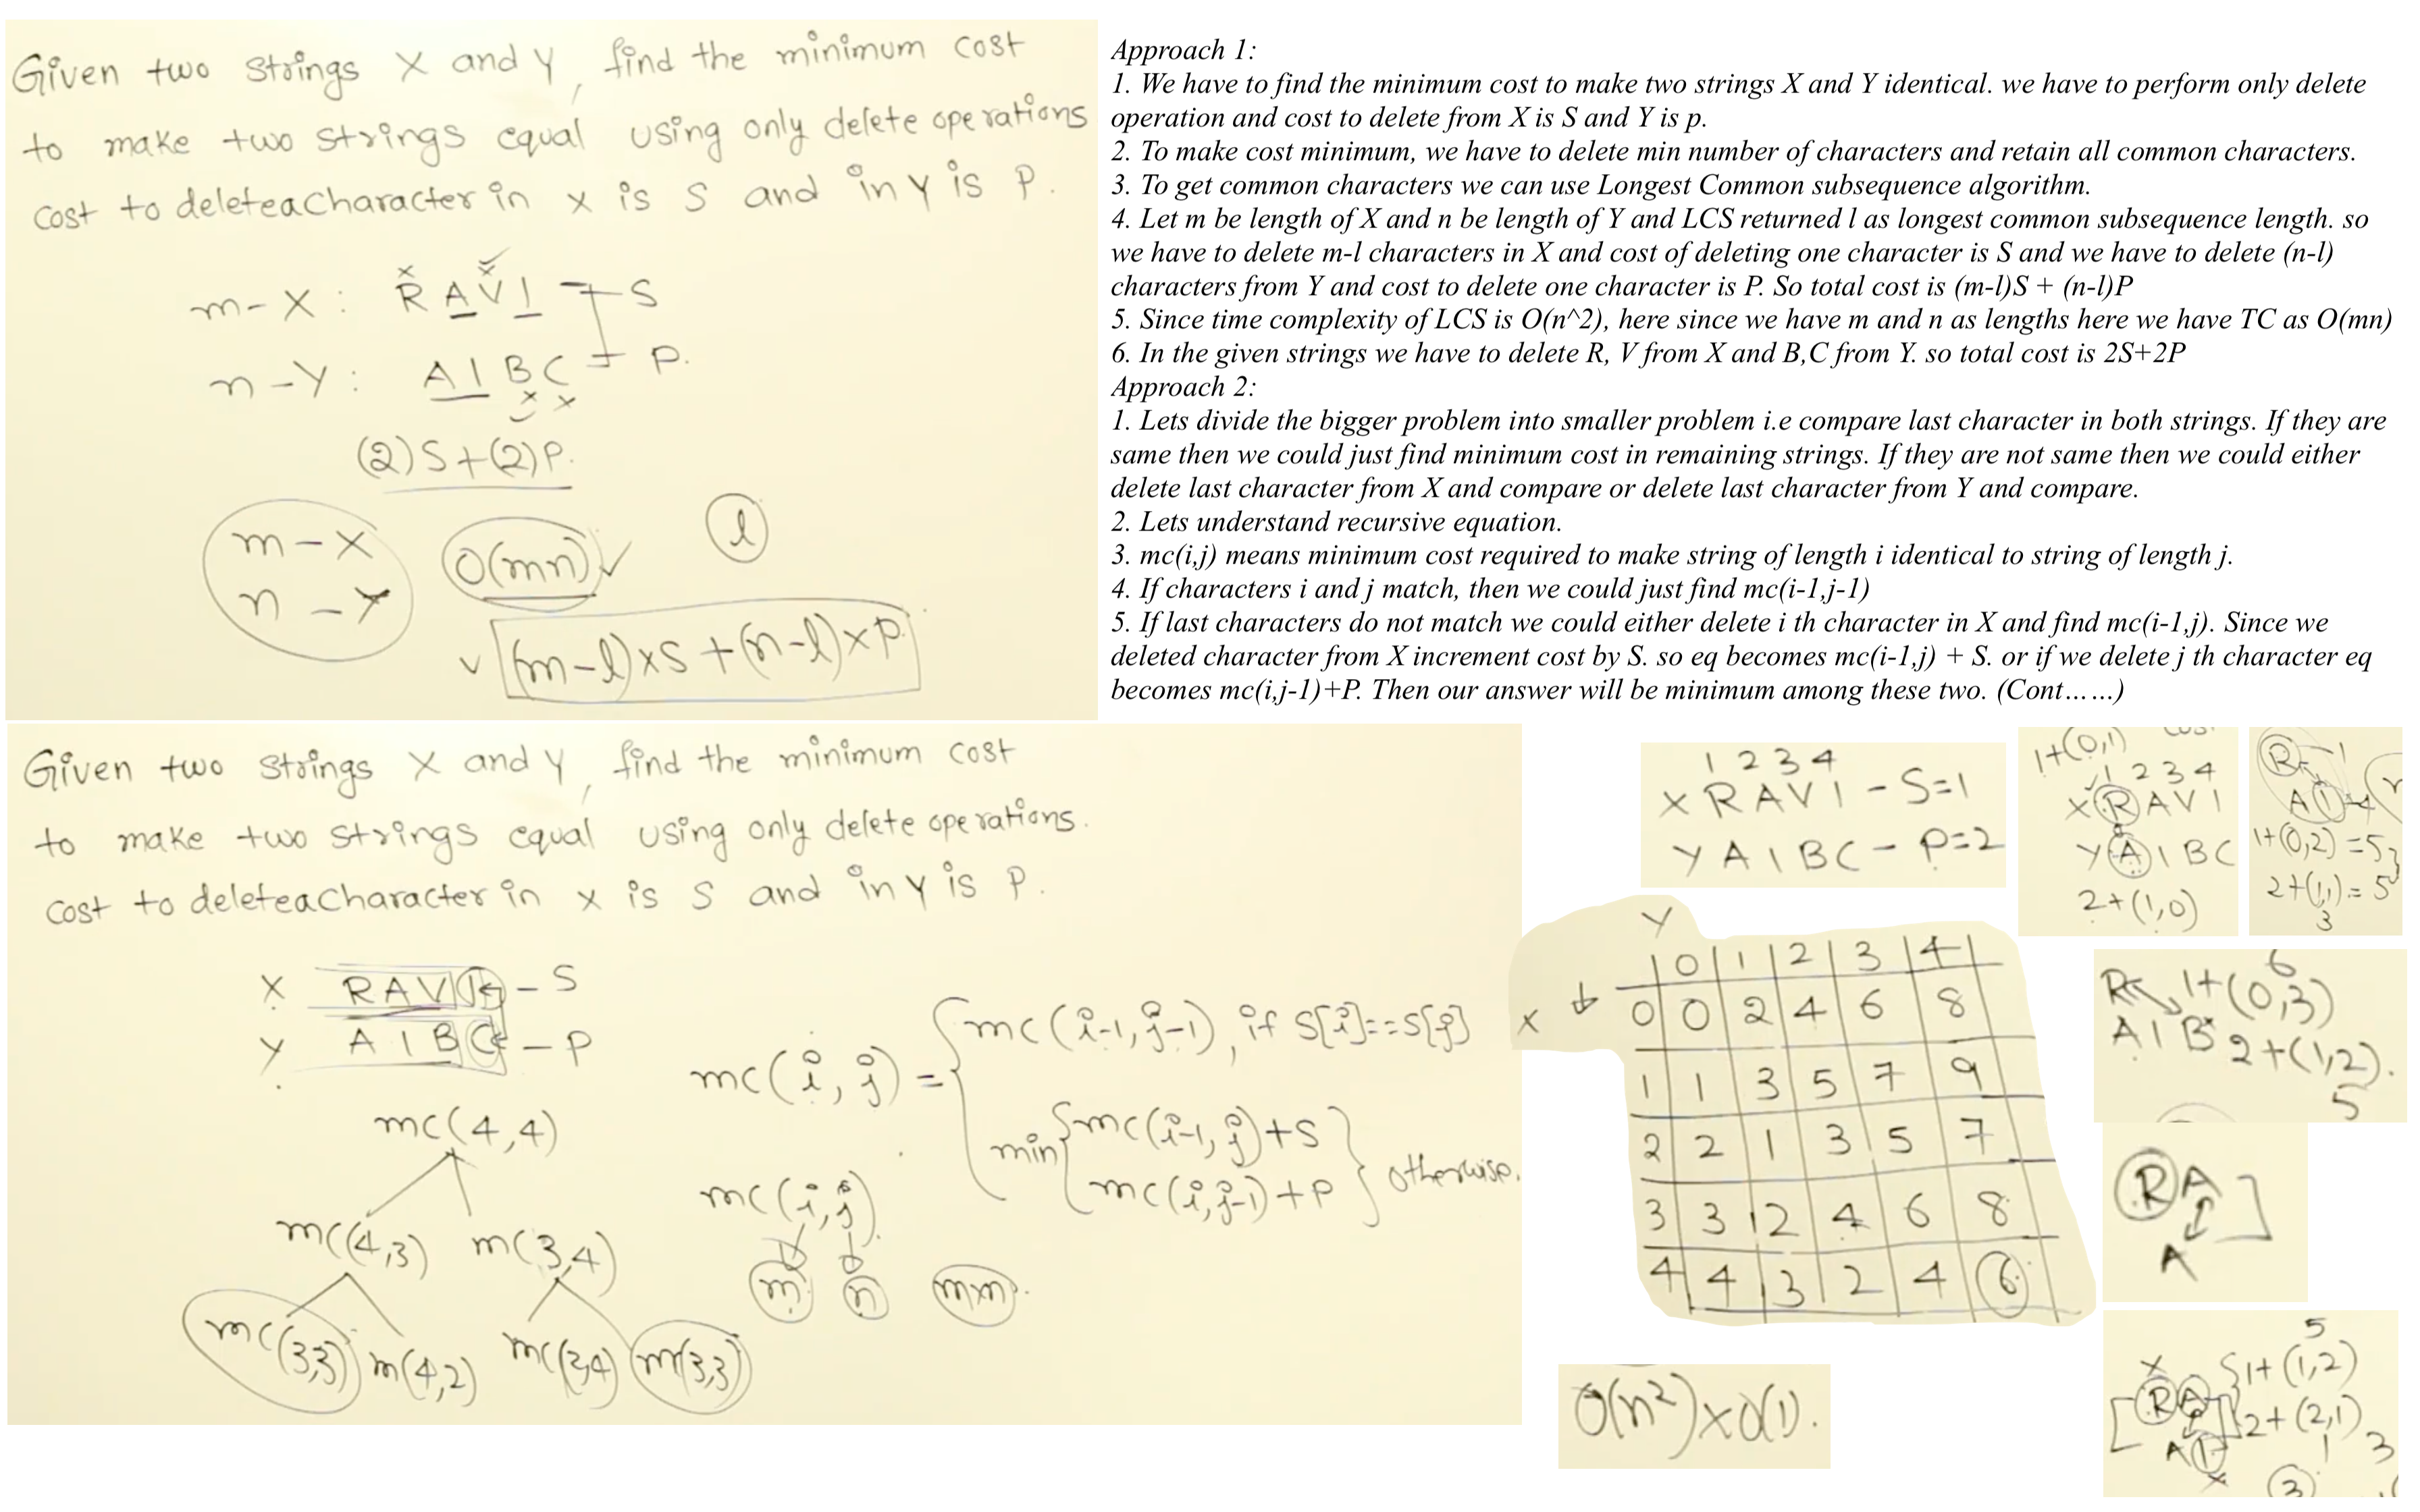 Given two strings X and Y, find the minimum cost
to make two strings equal using only delete operations
cost to delete a character in x is S and in Y is P.
m - X : R A V I - S
n - Y : A I B C - P.
(2)S+(2)P.
m - X
n - Y
O(mn)
l
(m-l)xS + (n-l)xP
Approach 1:
1. We have to find the minimum cost to make two strings X and Y identical. we have to perform only delete
operation and cost to delete from X is S and Y is p.
2. To make cost minimum, we have to delete min number of characters and retain all common characters.
3. To get common characters we can use Longest Common subsequence algorithm.
4. Let m be length of X and n be length of Y and LCS returned l as longest common subsequence length. so
we have to delete m-l characters in X and cost of deleting one character is S and we have to delete (n-l)
characters from Y and cost to delete one character is P. So total cost is (m-l)S + (n-l)P
5. Since time complexity of LCS is O(n^2), here since we have m and n as lengths here we have TC as O(mn)
6. In the given strings we have to delete R, V from X and B,C from Y. so total cost is 2S+2P
Approach 2:
1. Lets divide the bigger problem into smaller problem i.e compare last character in both strings. If they are
same then we could just find minimum cost in remaining strings. If they are not same then we could either
delete last character from X and compare or delete last character from Y and compare.
2. Lets understand recursive equation.
3. mc(i,j) means minimum cost required to make string of length i identical to string of length j.
4. If characters i and j match, then we could just find mc(i-1,j-1)
5. If last characters do not match we could either delete i th character in X and find mc(i-1,j). Since we
deleted character from X increment cost by S. so eq becomes mc(i-1,j) + S. or if we delete j th character eq
becomes mc(i,j-1)+P. Then our answer will be minimum among these two. (Cont……)
Given two strings X and Y, find the minimum cost
to make two strings equal using only delete operations.
cost to delete a character in x is S and in Y is P.
X RAVI - S
Y AIBC - P
mc(4,4)
mc(4,3) m(3,4)
mc(3,3) m(4,2) mc(3,4) m(3,3)
mc(i,j) =
mc(i-1,j-1), if S[i]==S[j]
min{mc(i-1,j)+S
mc(i,j-1)+P} otherwise.
mc(i,j)
m n mxn.
1 2 3 4
X R A V I - S=1
Y A I B C - P=2
Y
X
0 1 2 3 4
0 0 2 4 6 8
1 1 3 5 7 9
2 2 1 3 5 7
3 3 2 4 6 8
4 4 3 2 4 6
O(n²)xO(1).
1+(0,1)
1 2 3 4
X R A V I
Y A I B C
2+(1,0)
R
A I
1+(0,2)=5
2+(1,1)=5
3
6
R 1+(0,3)
A I B 2+(1,2).
5
R A
A
5
X
R A 1+(1,2)
A I 2+(2,1)
1 3
3